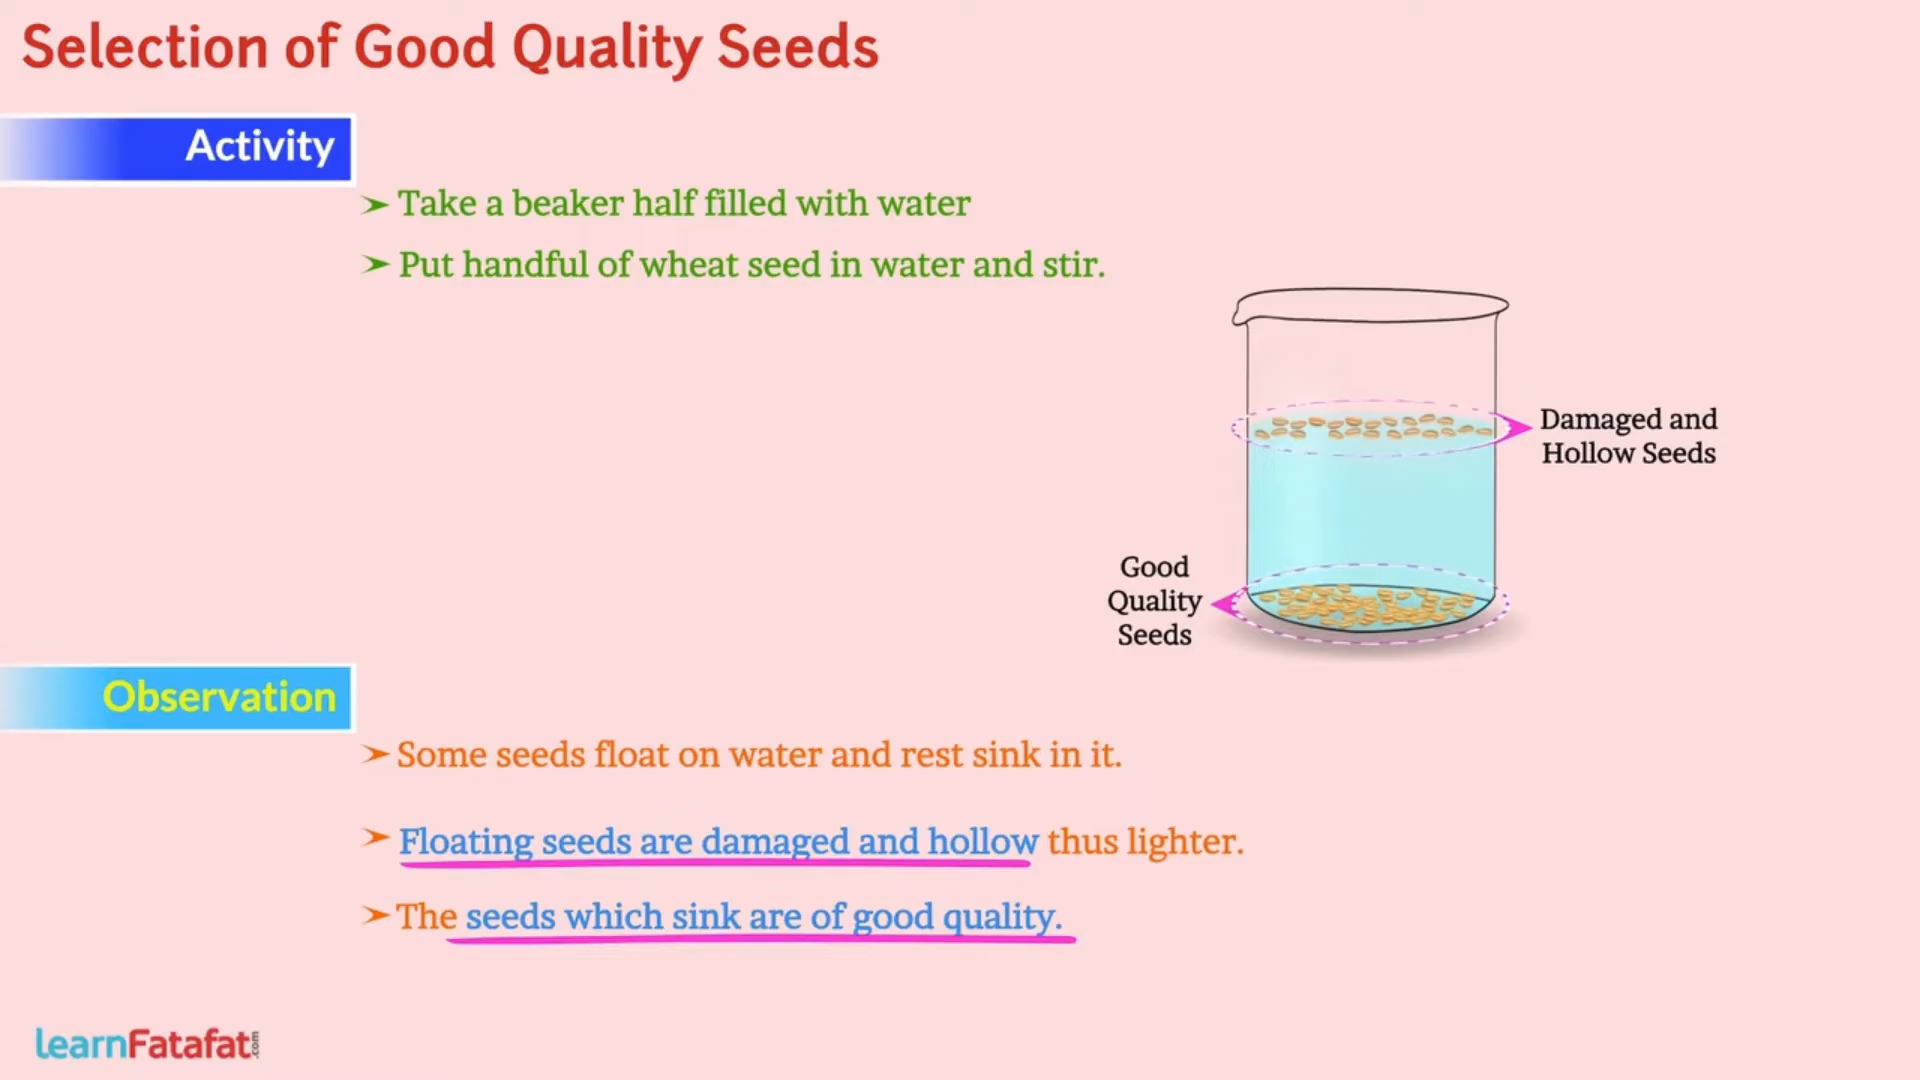 Selection of Good Quality Seeds
Activity
➢ Take a beaker half filled with water
➢ Put handful of wheat seed in water and stir.
Damaged and
Hollow Seeds
Good
Quality
Seeds
Observation
➢ Some seeds float on water and rest sink in it.
➢ Floating seeds are damaged and hollow thus lighter.
➢ The seeds which sink are of good quality.
learnFatafat.com